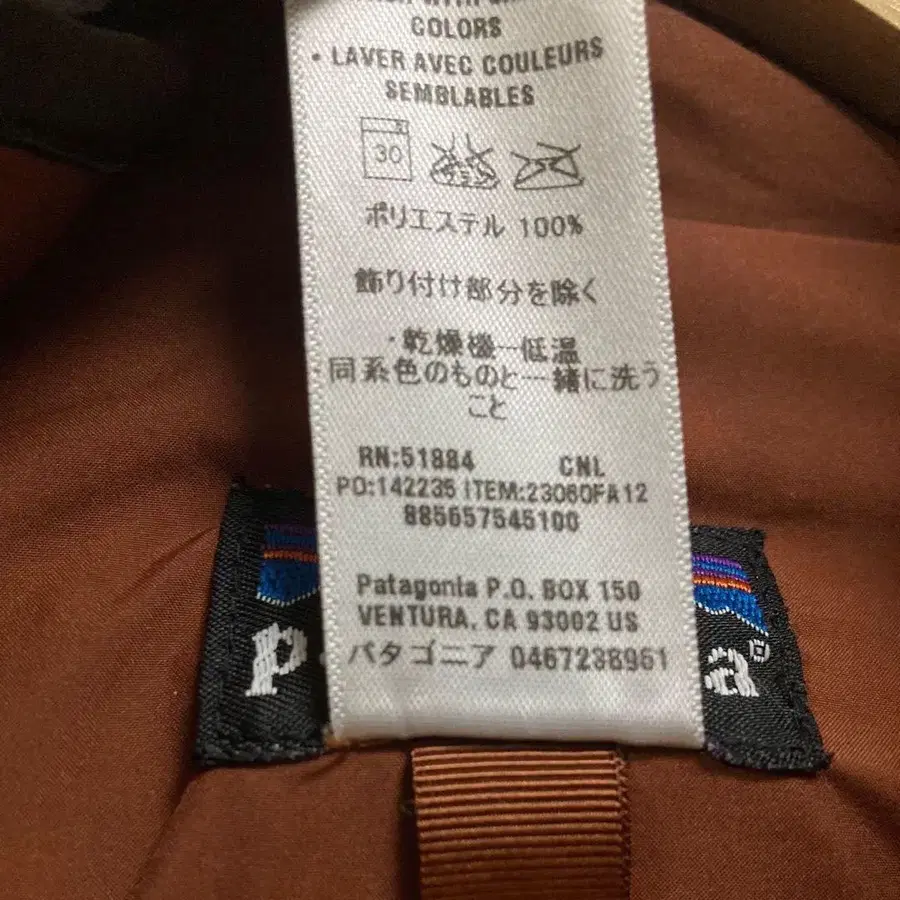 COLORS
· LAVER AVEC COULEURS
SEMBLABLES
30
ポリエステル 100%
飾り付け部分を除く
·乾燥機一低温
同系色のものと一緒に洗う
こと
RN:51884 CNL
PO:142235 ITEM:23060FA12
885657545100
Patagonia P.O. BOX 150
VENTURA, CA 93002 US
パタゴニア 0467238961
p a®